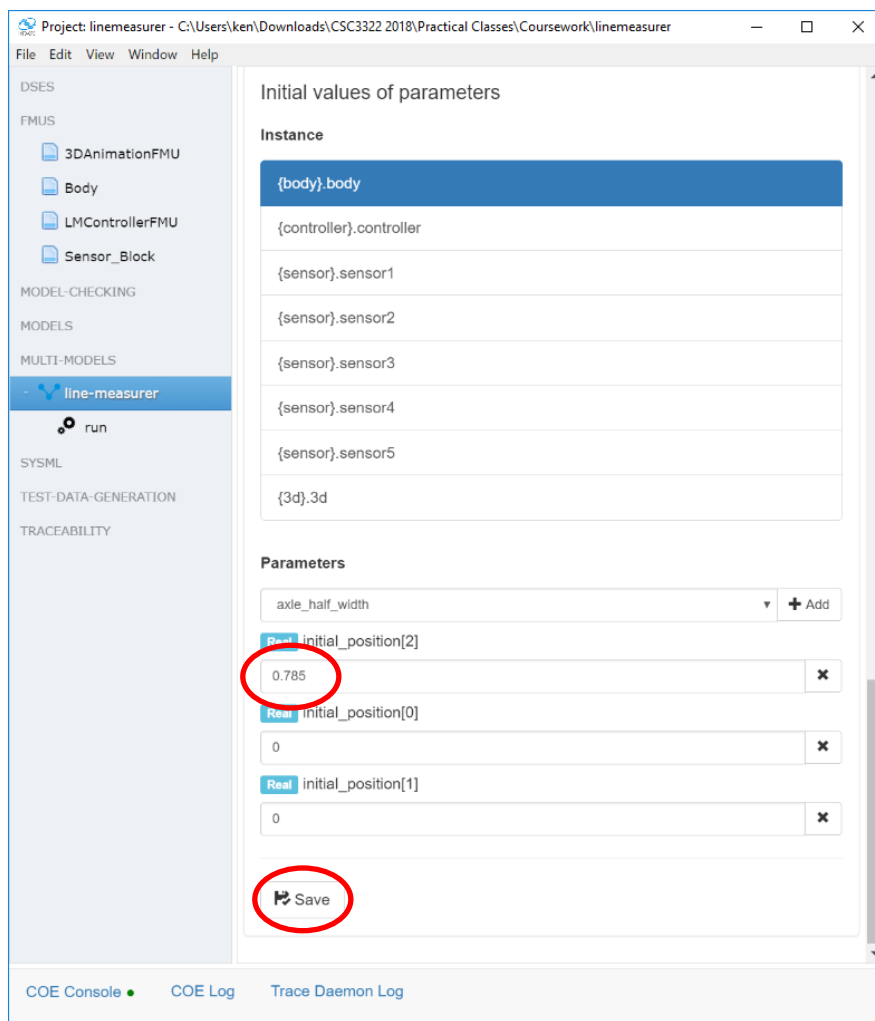 Project: linemeasurer - C:\Users\ken\Downloads\CSC3322 2018\Practical Classes\Coursework\linemeasurer
File Edit View Window Help
DSES
FMUS
3DAnimationFMU
Body
LMControllerFMU
Sensor_Block
MODEL-CHECKING
MODELS
MULTI-MODELS
- line-measurer
run
SYSML
TEST-DATA-GENERATION
TRACEABILITY
Initial values of parameters
Instance
{body}.body
{controller}.controller
{sensor}.sensor1
{sensor}.sensor2
{sensor}.sensor3
{sensor}.sensor4
{sensor}.sensor5
{3d}.3d
Parameters
axle_half_width
Add
Real initial_position[2]
0.785
Real initial_position[0]
0
Real initial_position[1]
0
Save
COE Console COE Log Trace Daemon Log